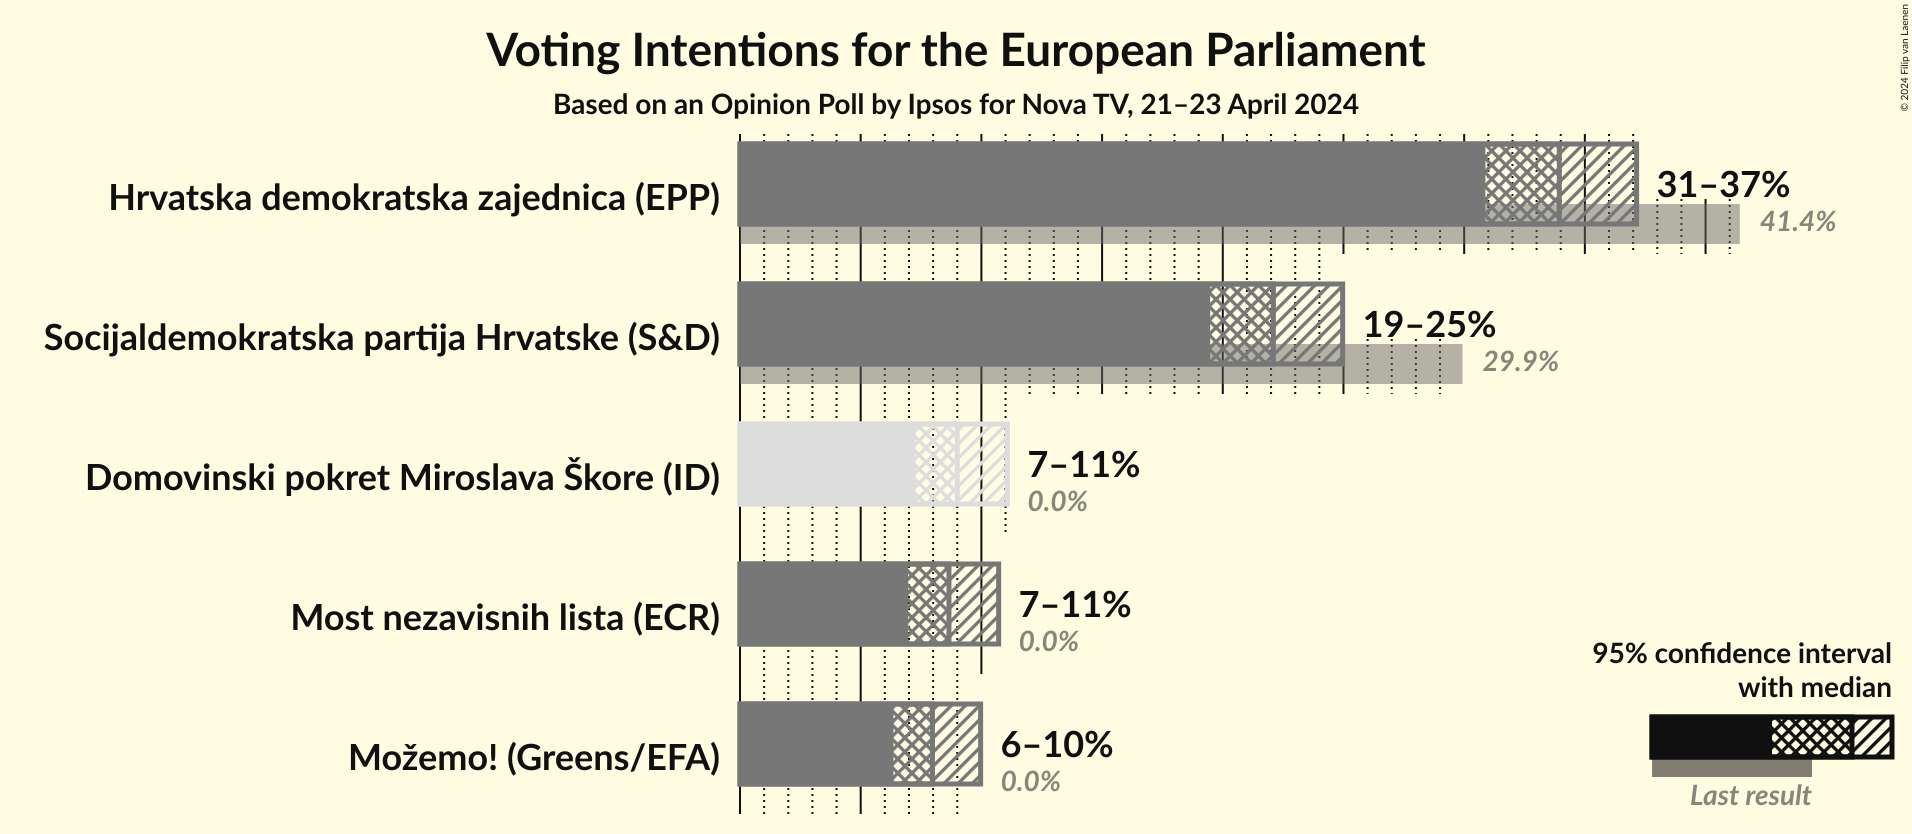 Voting Intentions for the European Parliament
Based on an Opinion Poll by Ipsos for Nova TV, 21–23 April 2024
© 2024 Filip van Laenen
Hrvatska demokratska zajednica (EPP)
31–37%
41.4%
Socijaldemokratska partija Hrvatske (S&D)
19–25%
29.9%
Domovinski pokret Miroslava Škore (ID)
7–11%
0.0%
Most nezavisnih lista (ECR)
7–11%
0.0%
Možemo! (Greens/EFA)
6–10%
0.0%
95% confidence interval
with median
Last result